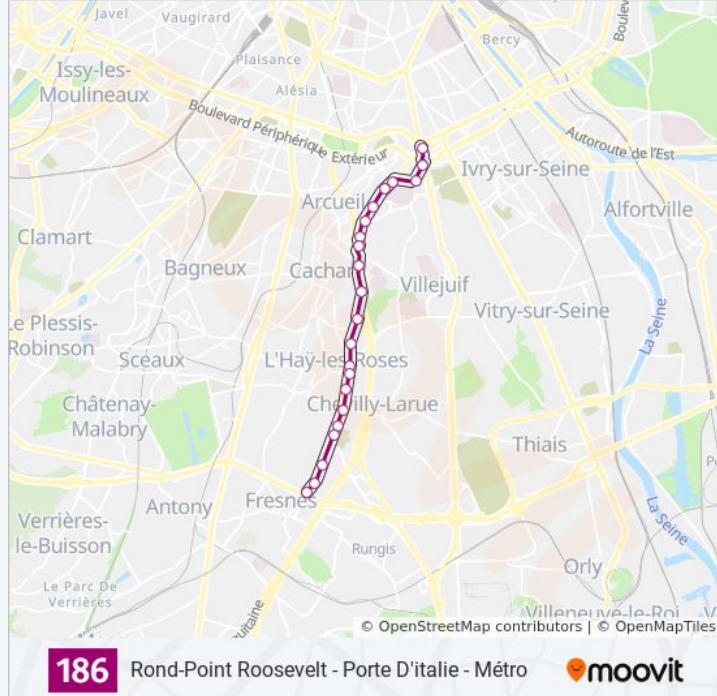 Javel
Vaugirard
Bercy
Plaisance
Issy-les-
Moulineaux
Alésia
Boulevard Périphérique Extérieur
Autoroute de l'Est
Ivry-sur-Seine
Arcueil
Alfortville
Clamart
Bagneux
Cachan
Villejuif
Vitry-sur-Seine
La Seine
Le Plessis-
Robinson
Sceaux
L'Haÿ-les-Roses
Châtenay-
Malabry
Chevilly-Larue
Thiais
Antony
Fresnes
La Seine
Verrières-
le-Buisson
Rungis
Orly
Le Parc De
Verrières
Villeneuve-le-Roi
© OpenStreetMap contributors | © OpenMapTiles
186 Rond-Point Roosevelt - Porte D'italie - Métro moovit